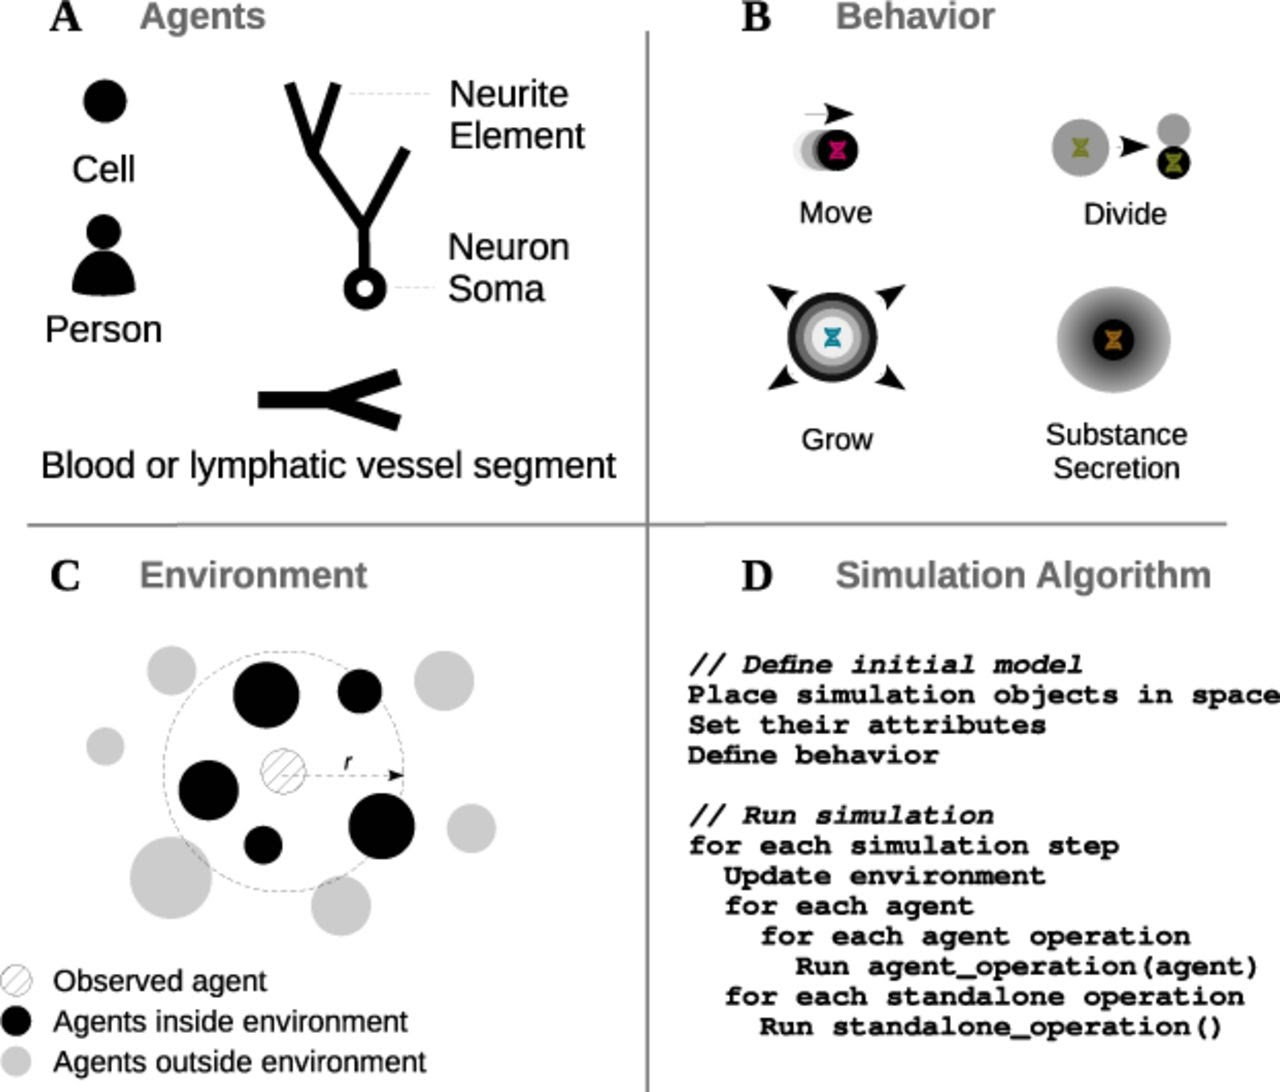 A Agents
Cell
Neurite
Element
Person
Neuron
Soma
Blood or lymphatic vessel segment
B Behavior
Move
Divide
Grow
Substance
Secretion
C Environment
r
Observed agent
Agents inside environment
Agents outside environment
D Simulation Algorithm
// Define initial model
Place simulation objects in space
Set their attributes
Define behavior
// Run simulation
for each simulation step
Update environment
for each agent
for each agent operation
Run agent_operation(agent)
for each standalone operation
Run standalone_operation()